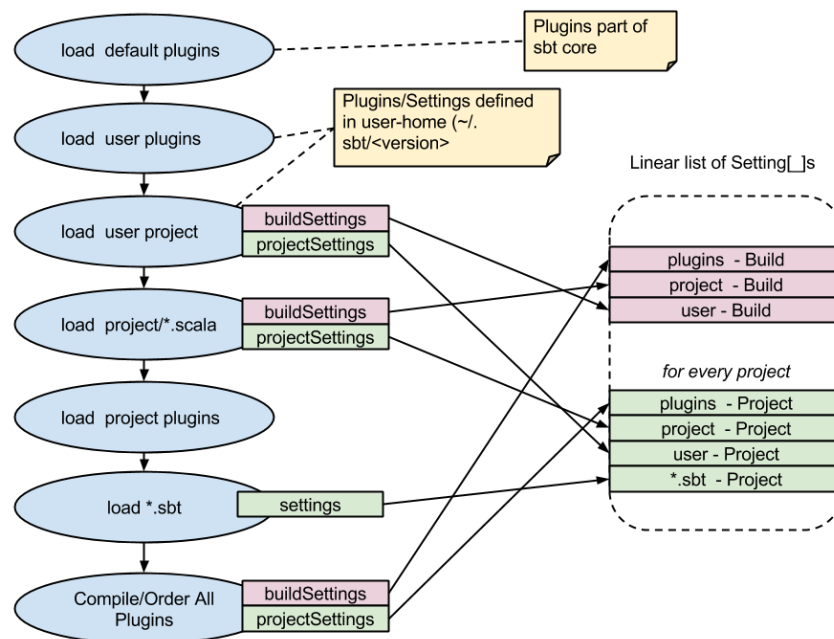 load default plugins
Plugins part of
sbt core
load user plugins
Plugins/Settings defined
in user-home (~/.
sbt/<version>
Linear list of Setting[_]s
load user project
buildSettings
projectSettings
plugins - Build
project - Build
user - Build
load project/*.scala
buildSettings
projectSettings
for every project
load project plugins
plugins - Project
project - Project
user - Project
*.sbt - Project
load *.sbt
settings
Compile/Order All
Plugins
buildSettings
projectSettings